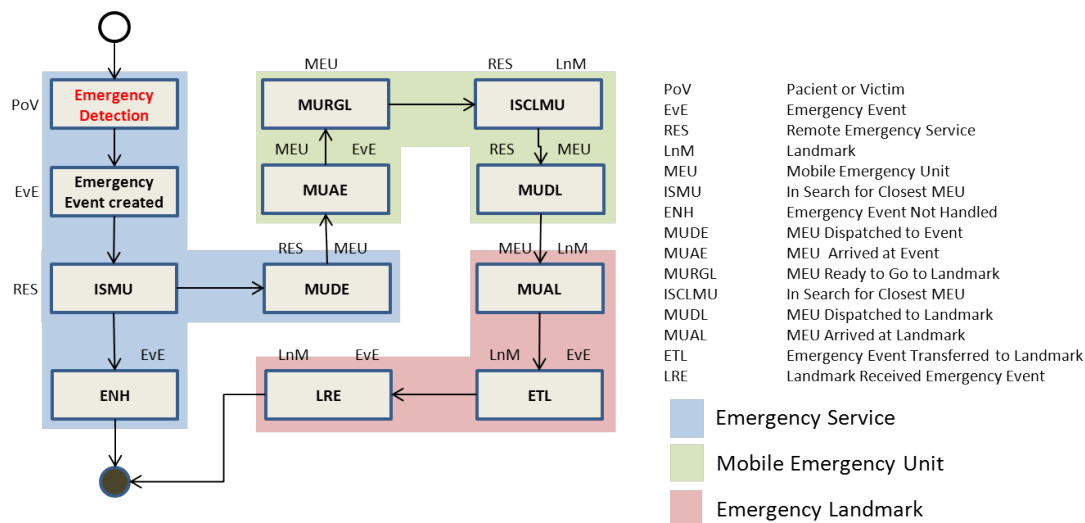 MEU
RES LnM
PoV
Emergency
Detection
MURGL
ISCLMU
MEU EvE
RES MEU
EvE
Emergency
Event created
MUAE
MUDL
RES MEU
MEU LnM
RES
ISMU
MUDE
MUAL
EvE
LnM EvE
LnM EvE
ENH
LRE
ETL
PoV Pacient or Victim
EvE Emergency Event
RES Remote Emergency Service
LnM Landmark
MEU Mobile Emergency Unit
ISMU In Search for Closest MEU
ENH Emergency Event Not Handled
MUDE MEU Dispatched to Event
MUAE MEU Arrived at Event
MURGL MEU Ready to Go to Landmark
ISCLMU In Search for Closest MEU
MUDL MEU Dispatched to Landmark
MUAL MEU Arrived at Landmark
ETL Emergency Event Transferred to Landmark
LRE Landmark Received Emergency Event
Emergency Service
Mobile Emergency Unit
Emergency Landmark